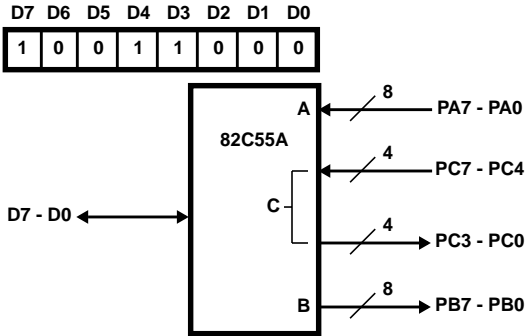 D7 D6 D5 D4 D3 D2 D1 D0
1 0 0 1 1 0 0 0
8
A PA7 - PA0
82C55A
4
PC7 - PC4
C
D7 - D0
4
PC3 - PC0
8
B PB7 - PB0